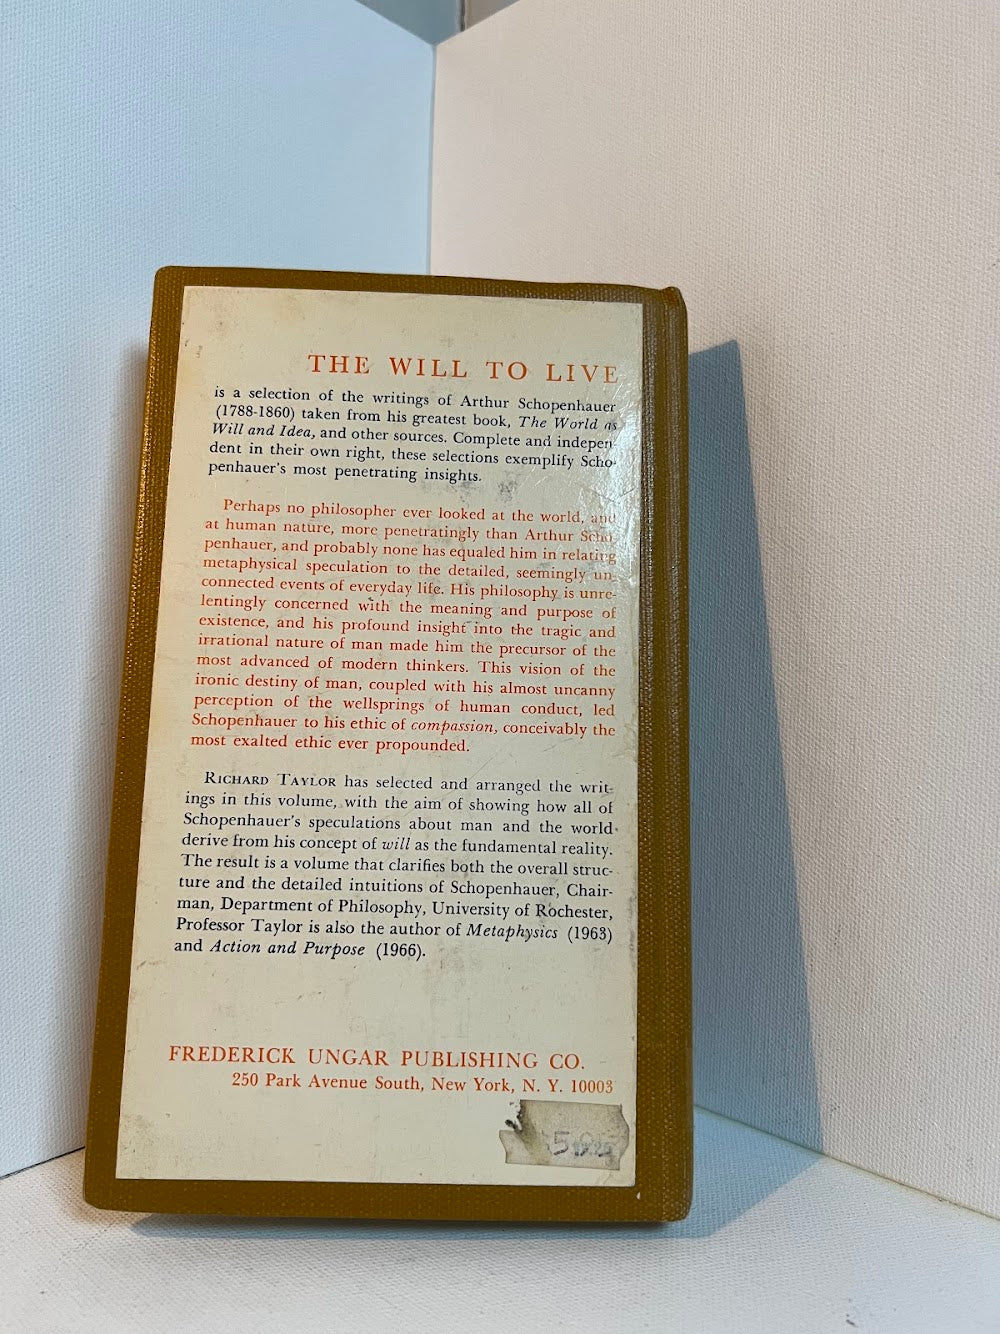 THE WILL TO LIVE
is a selection of the writings of Arthur Schopenhauer
(1788-1860) taken from his greatest book, The World as
Will and Idea, and other sources. Complete and indepen-
dent in their own right, these selections exemplify Scho-
penhauer's most penetrating insights.
Perhaps no philosopher ever looked at the world, and
at human nature, more penetratingly than Arthur Scho-
penhauer, and probably none has equaled him in relating
metaphysical speculation to the detailed, seemingly un-
connected events of everyday life. His philosophy is unre-
lentingly concerned with the meaning and purpose of
existence, and his profound insight into the tragic and
irrational nature of man made him the precursor of the
most advanced of modern thinkers. This vision of the
ironic destiny of man, coupled with his almost uncanny
perception of the wellsprings of human conduct, led
Schopenhauer to his ethic of compassion, conceivably the
most exalted ethic ever propounded.
RICHARD TAYLOR has selected and arranged the writ-
ings in this volume, with the aim of showing how all of
Schopenhauer's speculations about man and the world
derive from his concept of will as the fundamental reality.
The result is a volume that clarifies both the overall struc-
ture and the detailed intuitions of Schopenhauer, Chair-
man, Department of Philosophy, University of Rochester,
Professor Taylor is also the author of Metaphysics (1963)
and Action and Purpose (1966).
FREDERICK UNGAR PUBLISHING CO.
250 Park Avenue South, New York, N. Y. 10003